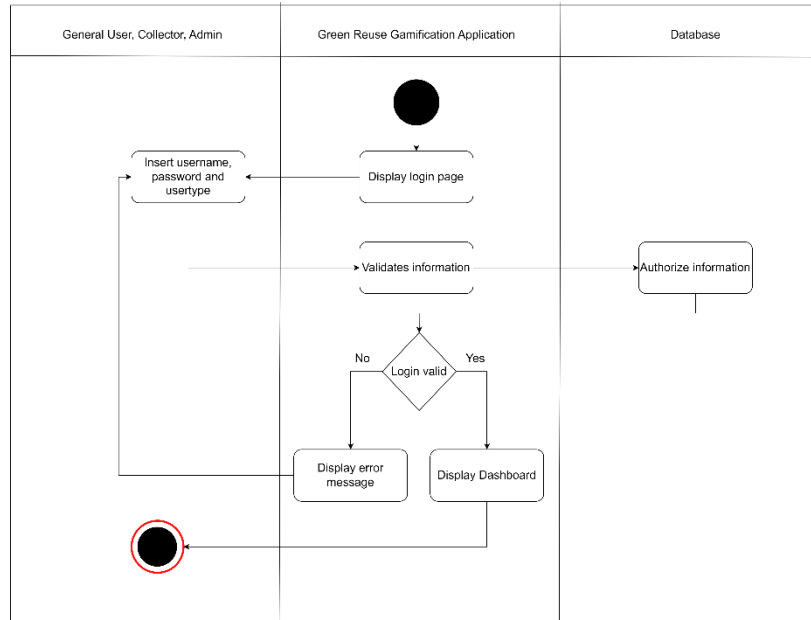 General User, Collector, Admin
Green Reuse Gamification Application
Database
Insert username,
password and
usertype
Display login page
Validates information
Authorize information
No
Yes
Login valid
Display error
message
Display Dashboard